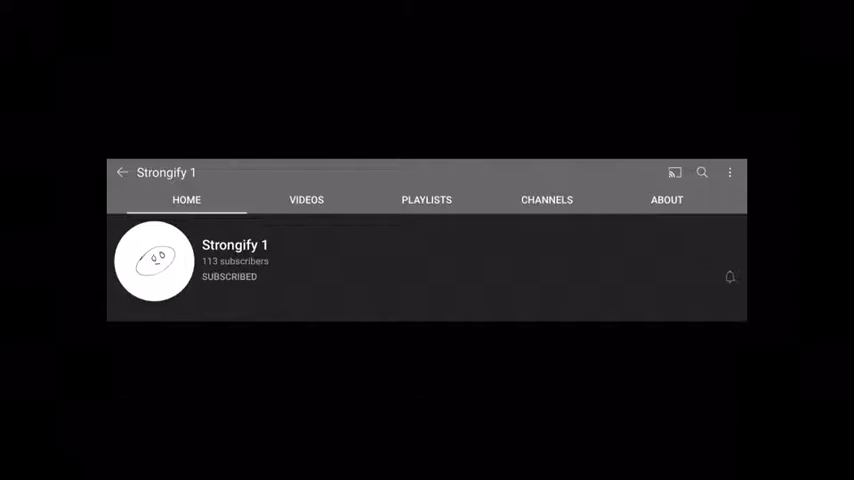 Strongify 1
HOME VIDEOS PLAYLISTS CHANNELS ABOUT
Strongify 1
113 subscribers
SUBSCRIBED